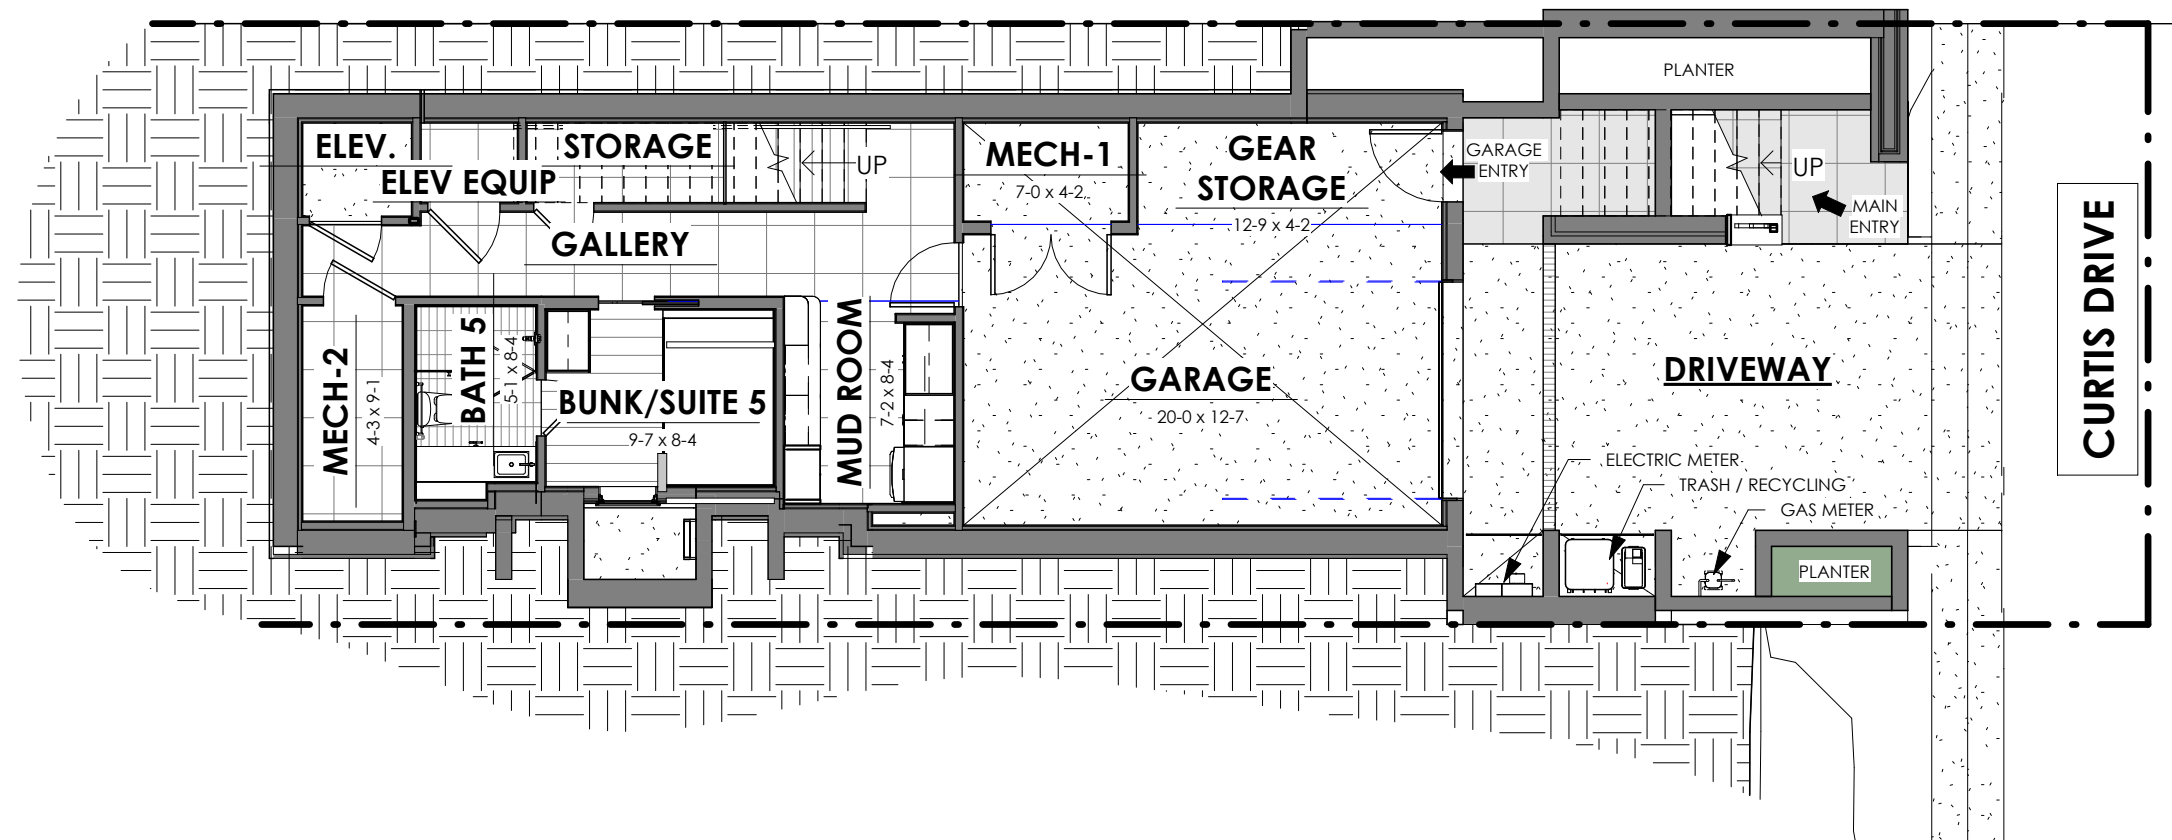 PLANTER
ELEV.
STORAGE
UP
ELEV EQUIP
MECH-1
7-0 x 4-2
GEAR
STORAGE
12-9 x 4-2
GARAGE
ENTRY
UP
MAIN
ENTRY
GALLERY
MECH-2
4-3 x 9-1
BATH 5
5-1 x 8-4
BUNK/SUITE 5
9-7 x 8-4
MUD ROOM
7-2 x 8-4
GARAGE
20-0 x 12-7
DRIVEWAY
CURTIS DRIVE
ELECTRIC METER
TRASH / RECYCLING
GAS METER
PLANTER